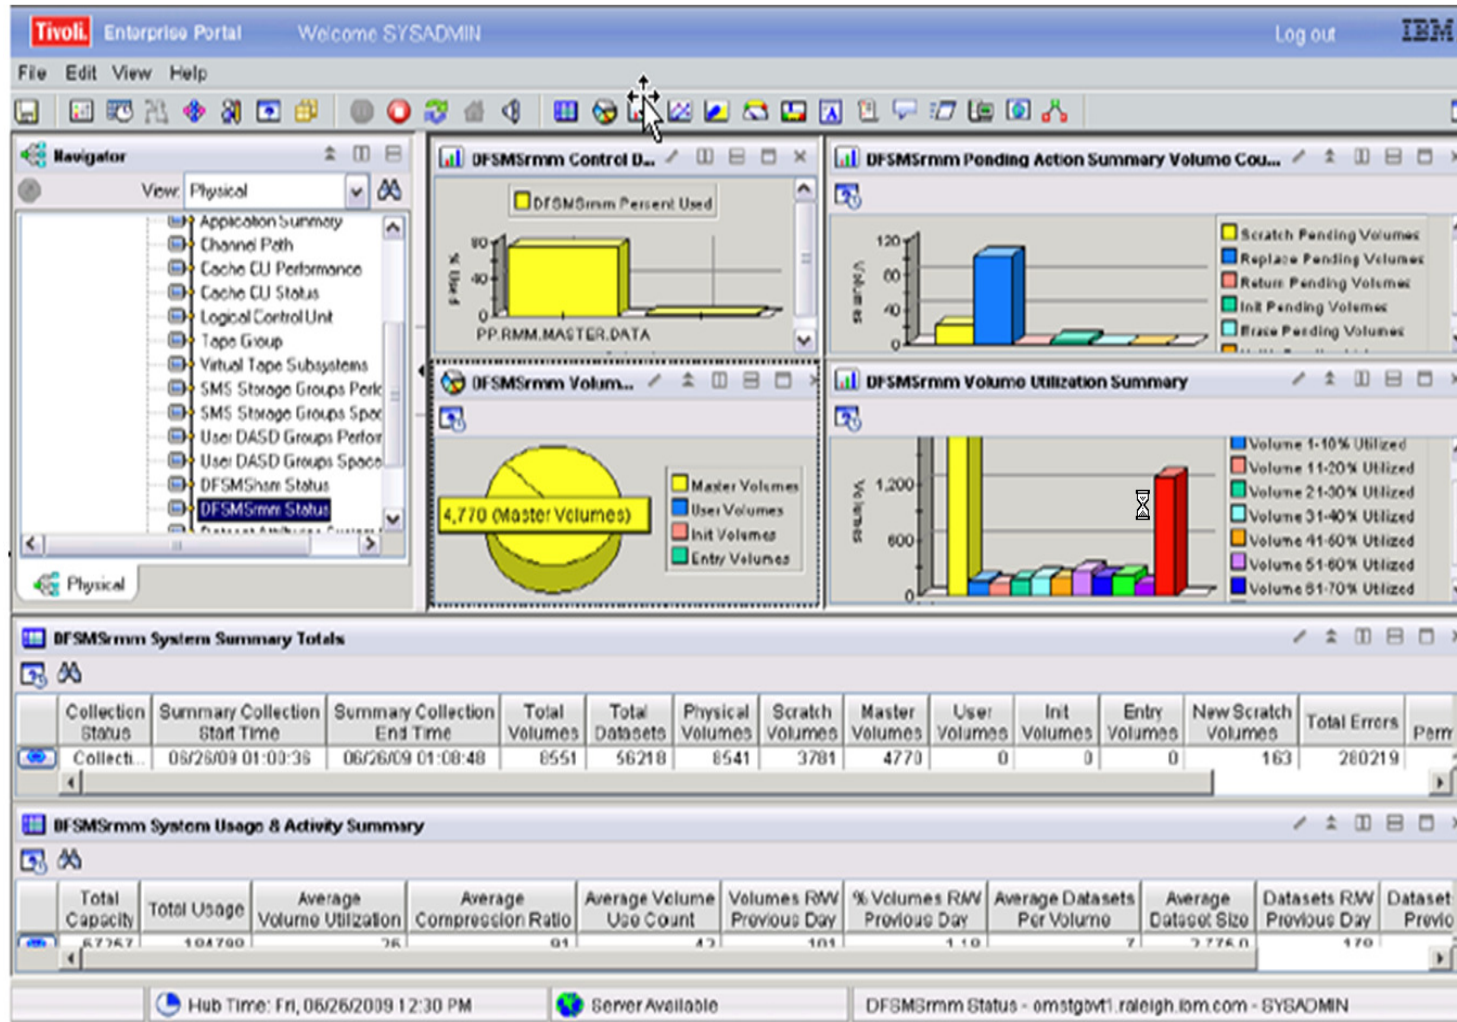 Tivoli. Enterprise Portal Welcome SYSADMIN Log out IBM
File Edit View Help
Navigator
View: Physical
Application Summary
Channel Path
Cache CU Performance
Cache CU Status
Logical Control Unit
Tape Group
Virtual Tape Subsystems
SMS Storage Groups Perfo
SMS Storage Groups Spac
User DASD Groups Perfor
User DASD Groups Space
DFSMShsm Status
DFSMSrmm Status
Physical
DFSMSrmm Control D...
DFSMSrmm Percent Used
% Used
80
40
0
PP.RMM.MASTER.DATA
DFSMSrmm Pending Action Summary Volume Cou...
Volumes
120
80
40
0
Scratch Pending Volumes
Replace Pending Volumes
Return Pending Volumes
Init Pending Volumes
Erase Pending Volumes
DFSMSrmm Volum...
4,770 (Master Volumes)
Master Volumes
User Volumes
Init Volumes
Entry Volumes
DFSMSrmm Volume Utilization Summary
Volumes
1,200
600
0
Volume 1-10% Utilized
Volume 11-20% Utilized
Volume 21-30% Utilized
Volume 31-40% Utilized
Volume 41-50% Utilized
Volume 51-60% Utilized
Volume 61-70% Utilized
DFSMSrmm System Summary Totals
Collection Status Summary Collection Start Time Summary Collection End Time Total Volumes Total Datasets Physical Volumes Scratch Volumes Master Volumes User Volumes Init Volumes Entry Volumes New Scratch Volumes Total Errors Perm
Collecti... 06/26/09 01:00:36 06/26/09 01:08:48 8551 56218 8541 3781 4770 0 0 0 163 280219
DFSMSrmm System Usage & Activity Summary
Total Capacity Total Usage Average Volume Utilization Average Compression Ratio Average Volume Use Count Volumes R/W Previous Day % Volumes R/W Previous Day Average Datasets Per Volume Average Dataset Size Datasets R/W Previous Day Dataset Previo
26 91 42 101 1.18 7 178
Hub Time: Fri, 06/26/2009 12:30 PM Server Available DFSMSrmm Status - omstgbvt1.raleigh.ibm.com - SYSADMIN